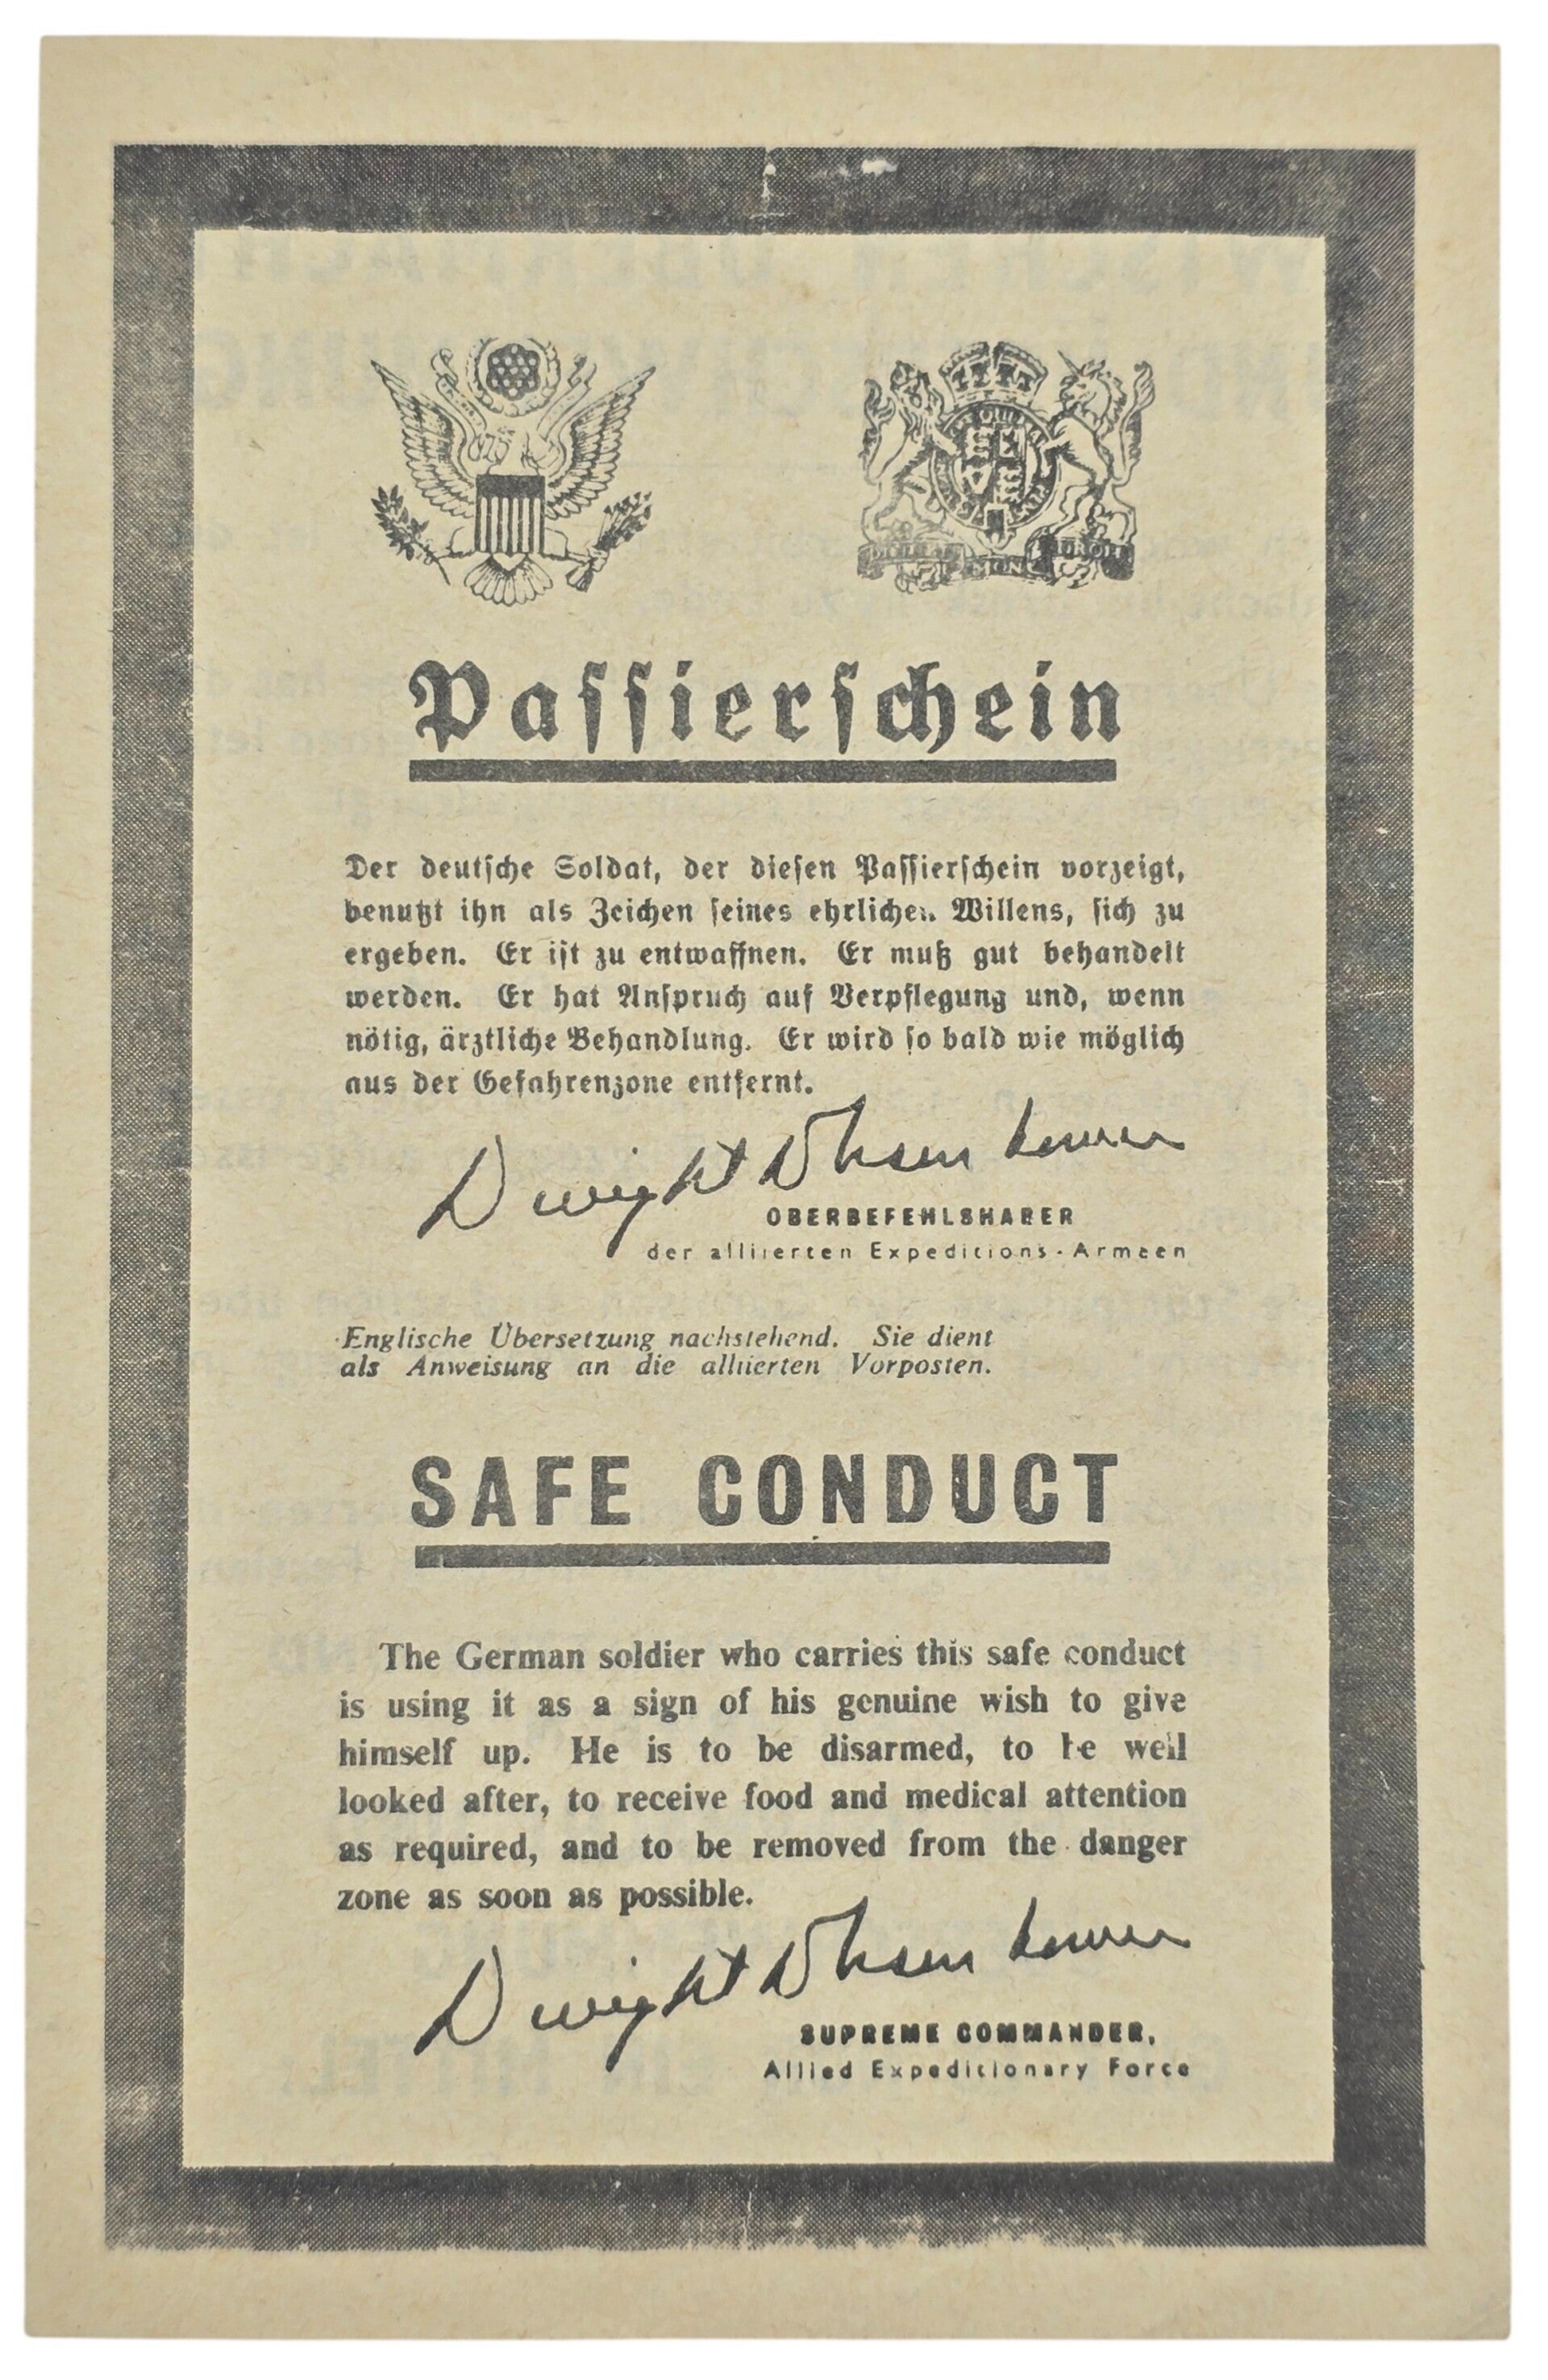 Passierschein
Der deutsche Soldat, der diesen Passierschein vorzeigt,
benutzt ihn als Zeichen seines ehrlichen Willens, sich zu
ergeben. Er ist zu entwaffnen. Er muß gut behandelt
werden. Er hat Anspruch auf Verpflegung und, wenn
nötig, ärztliche Behandlung. Er wird so bald wie möglich
aus der Gefahrenzone entfernt.
Dwight D Eisenhower
OBERBEFEHLSHABER
der alliierten Expeditions-Armeen
Englische Übersetzung nachstehend. Sie dient
als Anweisung an die alliierten Vorposten.
SAFE CONDUCT
The German soldier who carries this safe conduct
is using it as a sign of his genuine wish to give
himself up. He is to be disarmed, to be well
looked after, to receive food and medical attention
as required, and to be removed from the danger
zone as soon as possible.
Dwight D Eisenhower
SUPREME COMMANDER,
Allied Expeditionary Force